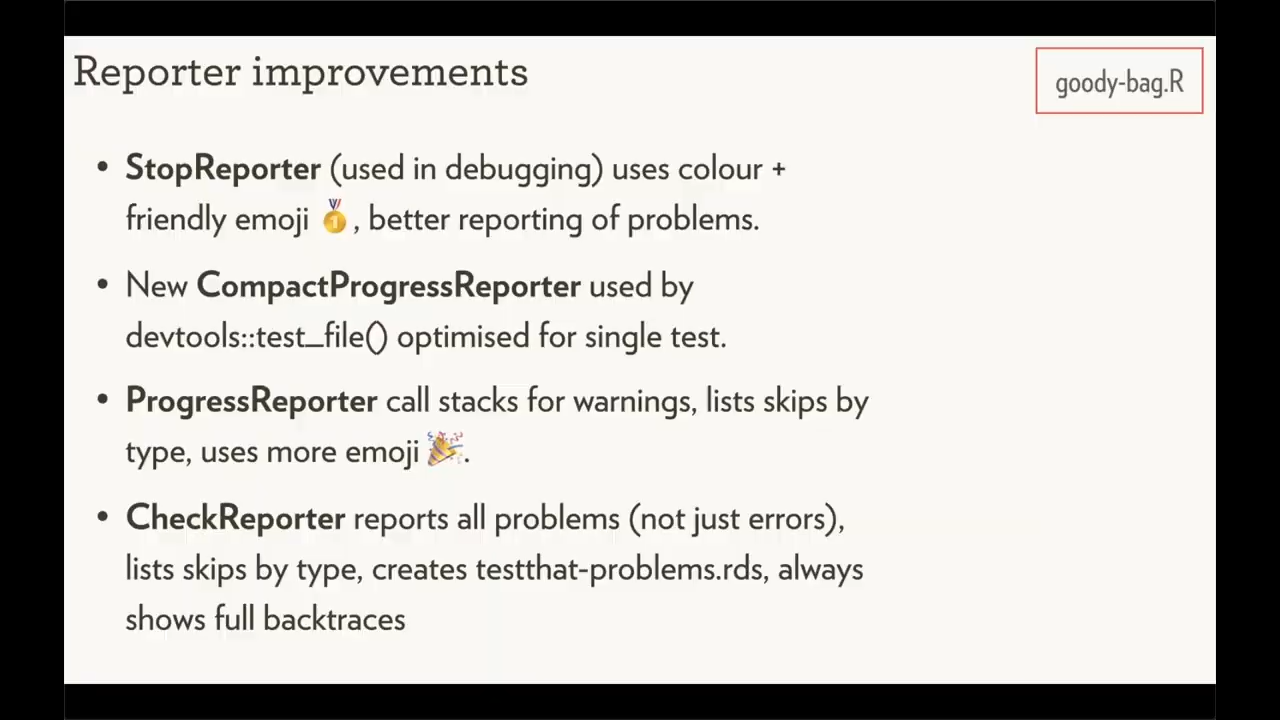 Reporter improvements
goody-bag.R
• StopReporter (used in debugging) uses colour +
friendly emoji 🥇, better reporting of problems.
• New CompactProgressReporter used by
devtools::test_file() optimised for single test.
• ProgressReporter call stacks for warnings, lists skips by
type, uses more emoji 🎉.
• CheckReporter reports all problems (not just errors),
lists skips by type, creates testthat-problems.rds, always
shows full backtraces